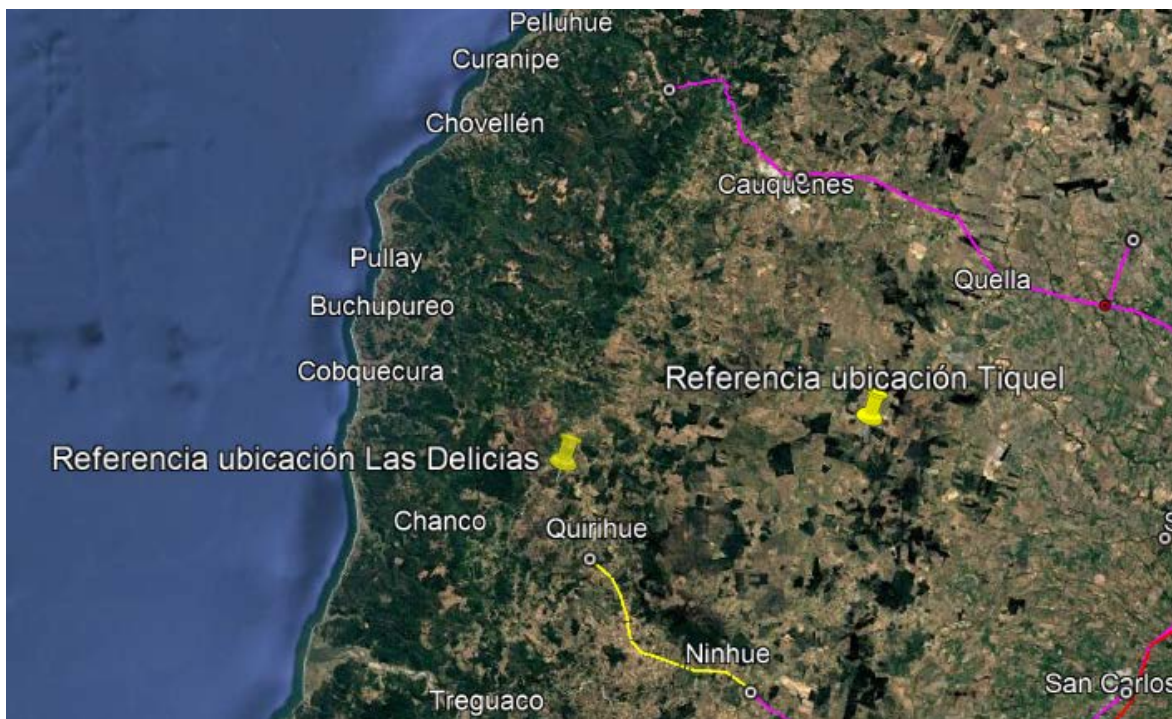 Pelluhue
Curanipe
Chovellén
Cauquenes
Pullay
Quella
Buchupureo
Cobquecura
Referencia ubicación Tiquel
Referencia ubicación Las Delicias
Chanco
Quirihue
Ninhue
San Carlos
Treguaco